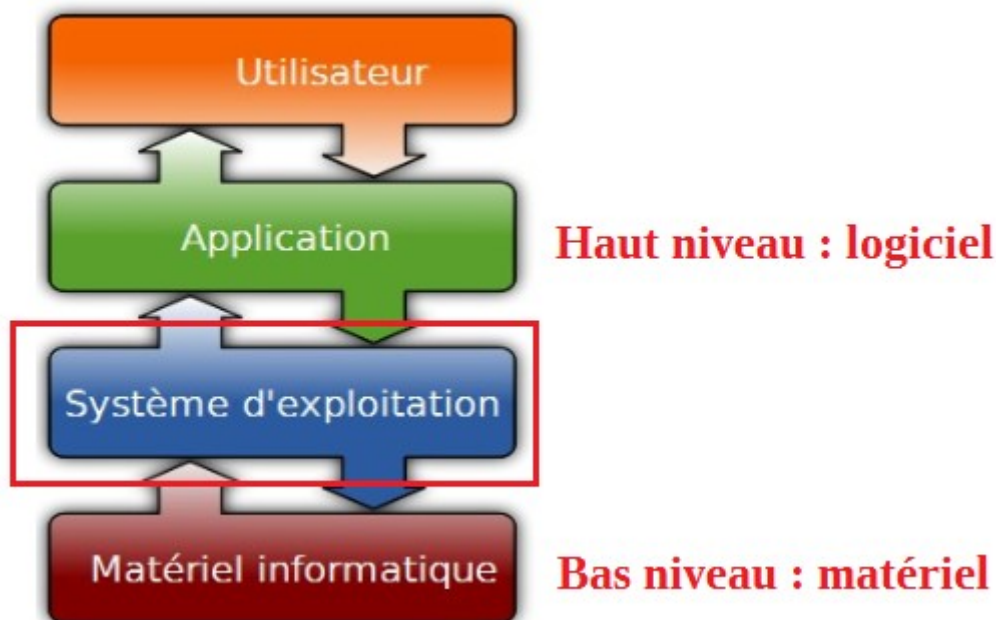 Utilisateur
Application
Haut niveau : logiciel
Système d'exploitation
Matériel informatique
Bas niveau : matériel